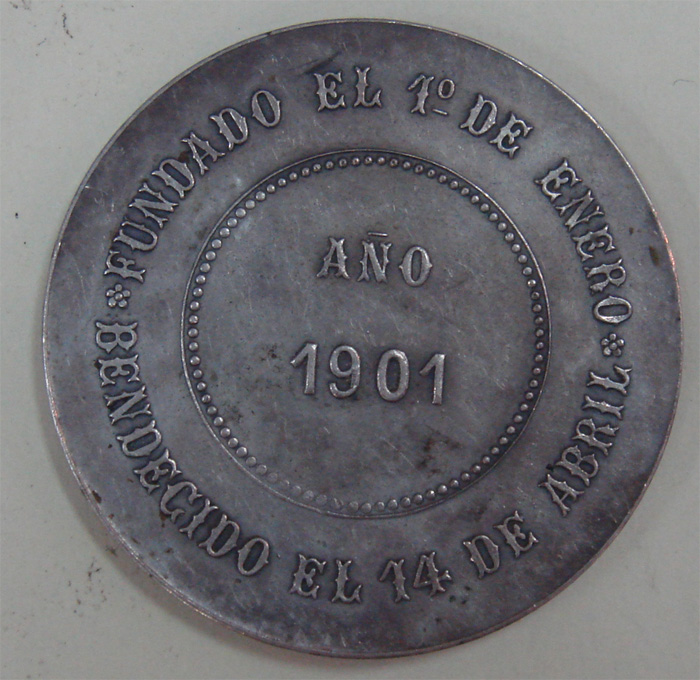 FUNDADO EL 1º DE ENERO
BENDECIDO EL 14 DE ABRIL
AÑO
1901